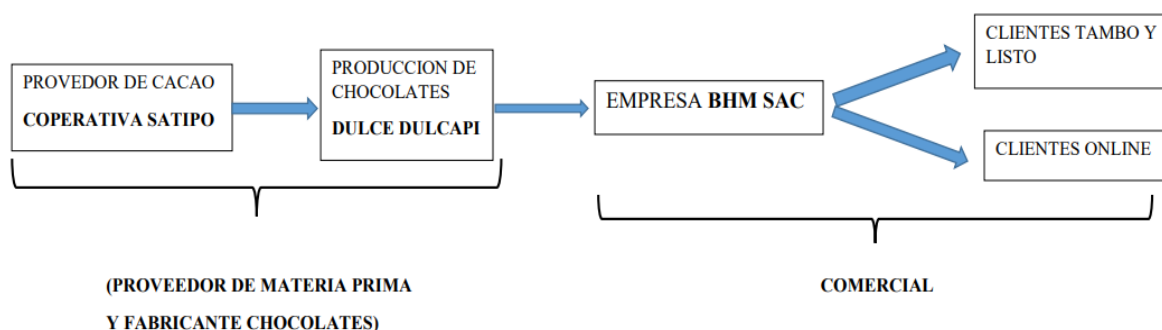 PROVEDOR DE CACAO
COPERATIVA SATIPO
PRODUCCION DE
CHOCOLATES
DULCE DULCAPI
EMPRESA BHM SAC
CLIENTES TAMBO Y
LISTO
CLIENTES ONLINE
(PROVEEDOR DE MATERIA PRIMA
Y FABRICANTE CHOCOLATES)
COMERCIAL